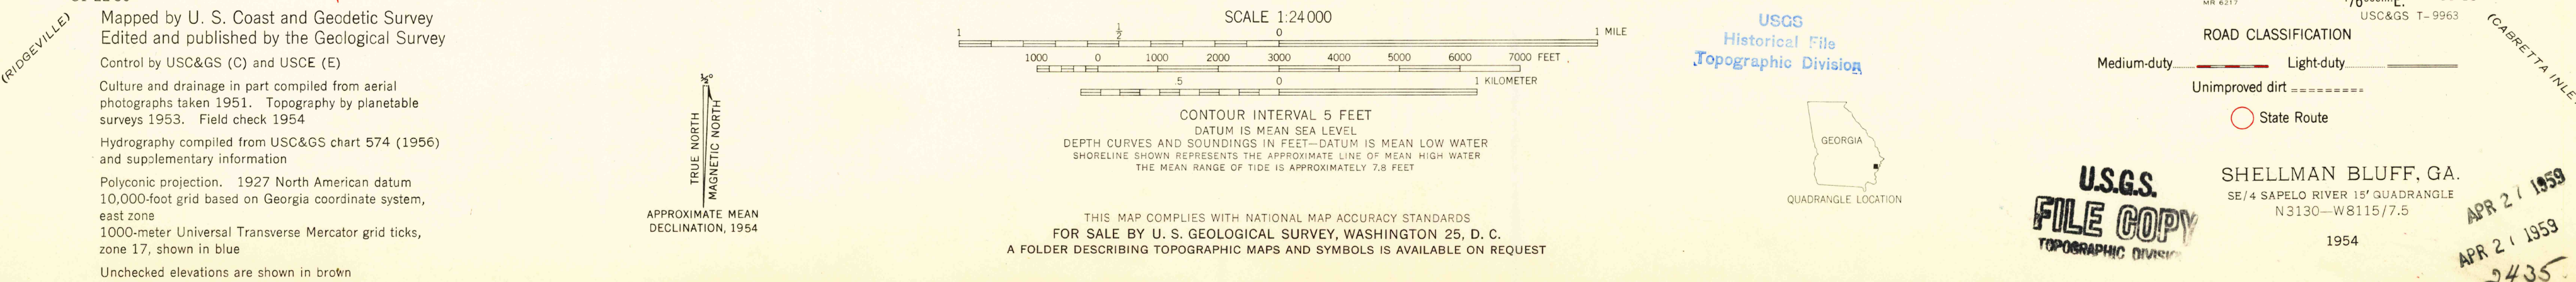 (RIDGEVILLE)
Mapped by U. S. Coast and Geodetic Survey
Edited and published by the Geological Survey
Control by USC&GS (C) and USCE (E)
Culture and drainage in part compiled from aerial
photographs taken 1951. Topography by planetable
surveys 1953. Field check 1954
Hydrography compiled from USC&GS chart 574 (1956)
and supplementary information
Polyconic projection. 1927 North American datum
10,000-foot grid based on Georgia coordinate system,
east zone
1000-meter Universal Transverse Mercator grid ticks,
zone 17, shown in blue
Unchecked elevations are shown in brown
½°
TRUE NORTH
MAGNETIC NORTH
APPROXIMATE MEAN
DECLINATION, 1954
SCALE 1:24 000
1 ½ 0 1 MILE
1000 0 1000 2000 3000 4000 5000 6000 7000 FEET
1 .5 0 1 KILOMETER
CONTOUR INTERVAL 5 FEET
DATUM IS MEAN SEA LEVEL
DEPTH CURVES AND SOUNDINGS IN FEET—DATUM IS MEAN LOW WATER
SHORELINE SHOWN REPRESENTS THE APPROXIMATE LINE OF MEAN HIGH WATER
THE MEAN RANGE OF TIDE IS APPROXIMATELY 7.8 FEET
THIS MAP COMPLIES WITH NATIONAL MAP ACCURACY STANDARDS
FOR SALE BY U. S. GEOLOGICAL SURVEY, WASHINGTON 25, D. C.
A FOLDER DESCRIBING TOPOGRAPHIC MAPS AND SYMBOLS IS AVAILABLE ON REQUEST
USGS
Historical File
Topographic Division
GEORGIA
QUADRANGLE LOCATION
MR 6217
USC&GS T-9963
(CABRETTA INLE
ROAD CLASSIFICATION
Medium-duty Light-duty
Unimproved dirt
State Route
U.S.G.S.
FILE COPY
TOPOGRAPHIC DIVISI
SHELLMAN BLUFF, GA.
SE/4 SAPELO RIVER 15' QUADRANGLE
N3130—W8115/7.5
1954
APR 27 1959
APR 2 1959
2435